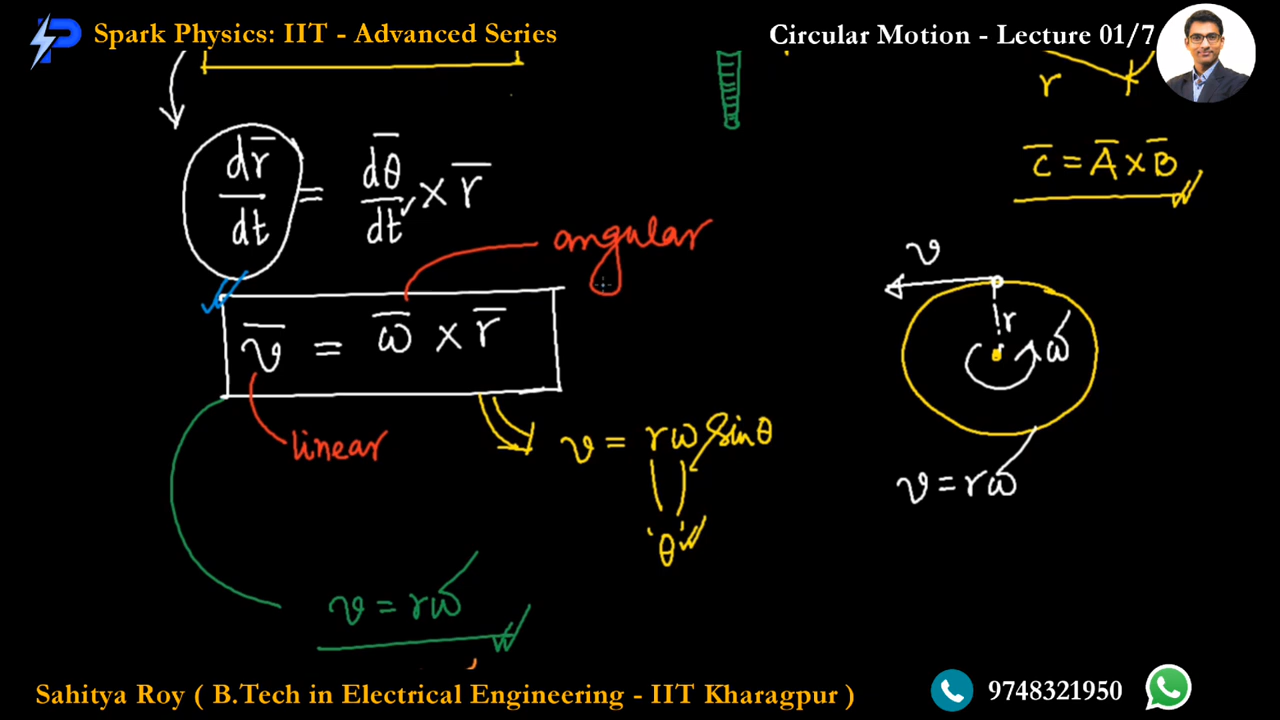 Spark Physics: IIT - Advanced Series
Circular Motion - Lecture 01/7
r
C̅ = A̅ × B̅
dr̅/dt = dθ̅/dt × r̅
angular
v
r
ω
v̅ = ω̅ × r̅
linear
v = rω sinθ
'θ'
v = rω
v = rω
Sahitya Roy ( B.Tech in Electrical Engineering - IIT Kharagpur )
9748321950